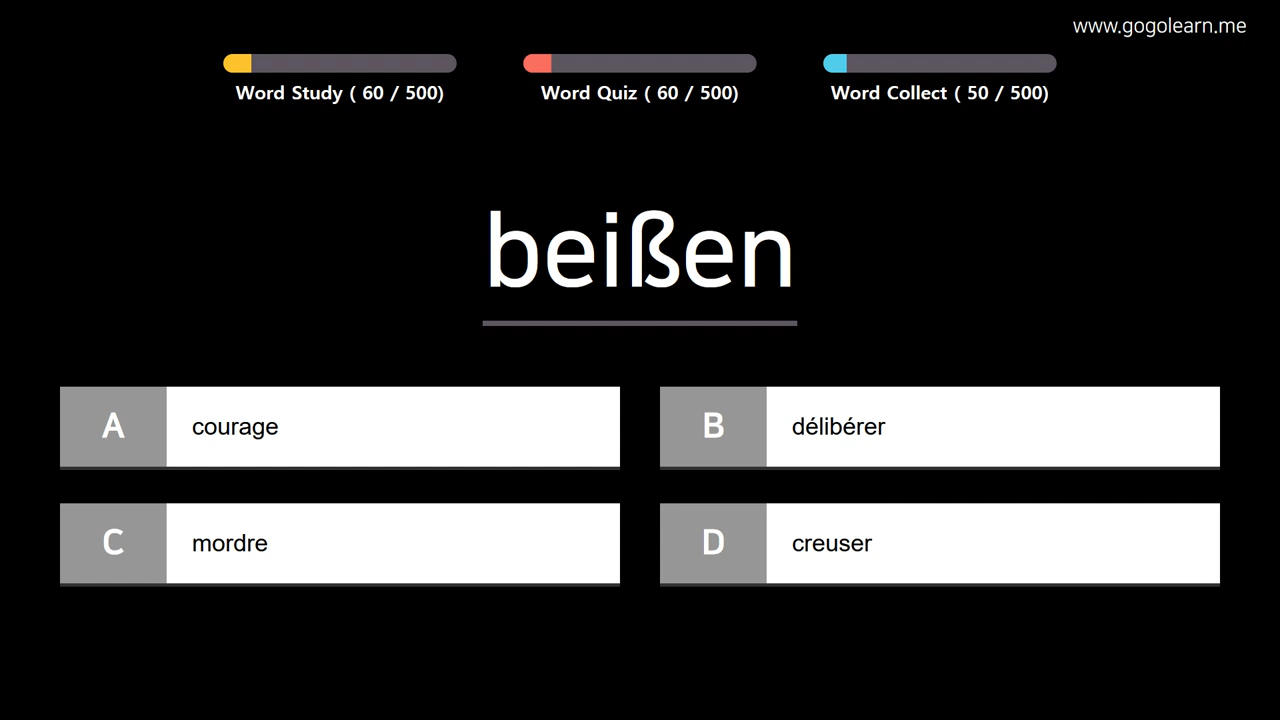 www.gogolearn.me
Word Study ( 60 / 500)
Word Quiz ( 60 / 500)
Word Collect ( 50 / 500)
beißen
A courage
B délibérer
C mordre
D creuser